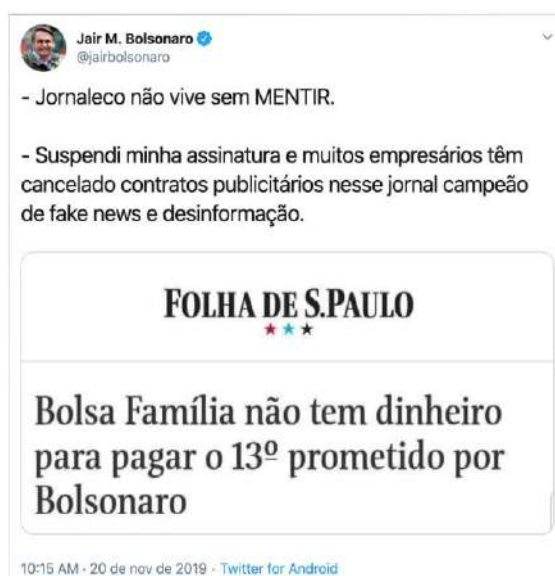 Jair M. Bolsonaro
@jairbolsonaro
- Jornaleco não vive sem MENTIR.
- Suspendi minha assinatura e muitos empresários têm
cancelado contratos publicitários nesse jornal campeão
de fake news e desinformação.
FOLHA DE S.PAULO
Bolsa Família não tem dinheiro
para pagar o 13º prometido por
Bolsonaro
10:15 AM · 20 de nov de 2019 · Twitter for Android